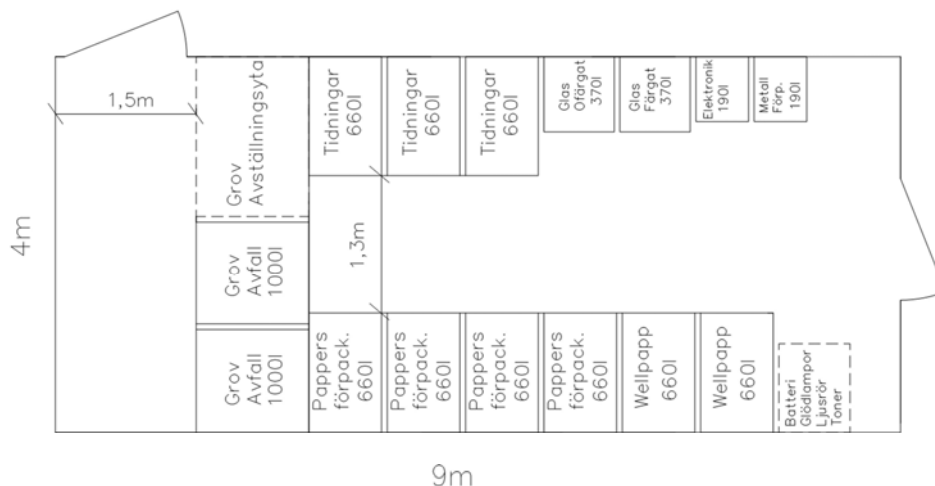 1,5m
4m
Grov
Avställningsyta
Tidningar
660l
Tidningar
660l
Tidningar
660l
Glas
Ofärgat
370l
Glas
Färgat
370l
Elektronik
190l
Metall
Förp.
190l
Grov
Avfall
1000l
1,3m
Grov
Avfall
1000l
Pappers
förpack.
660l
Pappers
förpack.
660l
Pappers
förpack.
660l
Pappers
förpack.
660l
Wellpapp
660l
Wellpapp
660l
Batteri
Glödlampor
Ljusrör
Toner
9m